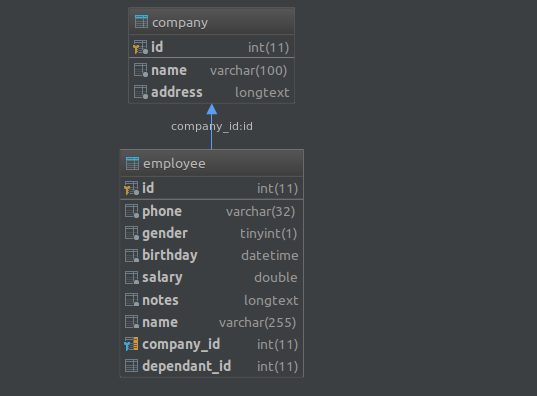 company
id int(11)
name varchar(100)
address longtext
company_id:id
employee
id int(11)
phone varchar(32)
gender tinyint(1)
birthday datetime
salary double
notes longtext
name varchar(255)
company_id int(11)
dependant_id int(11)